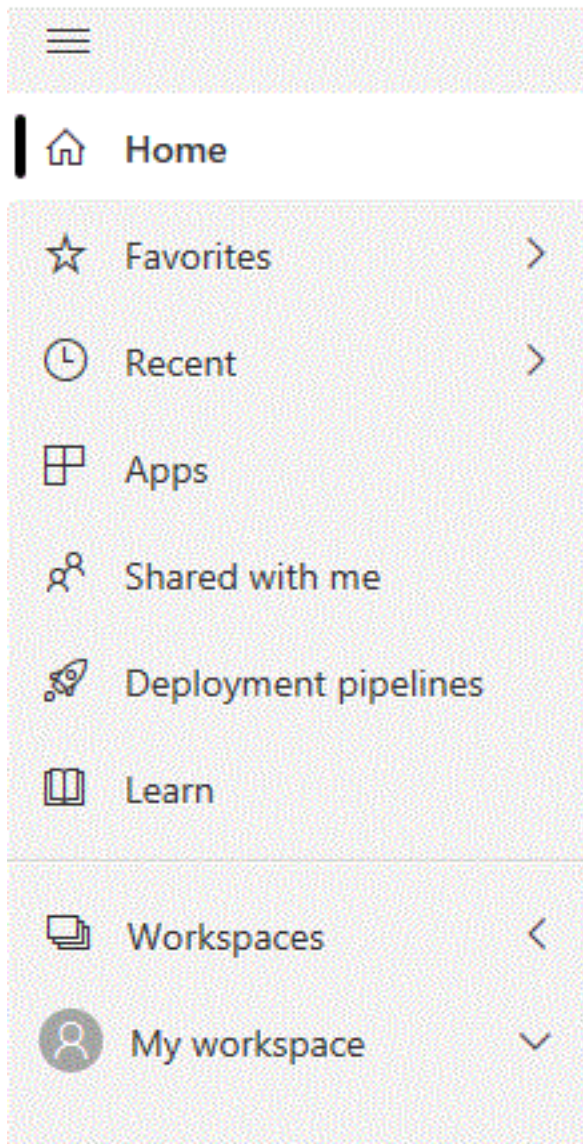 Home
Favorites
Recent
Apps
Shared with me
Deployment pipelines
Learn
Workspaces
My workspace